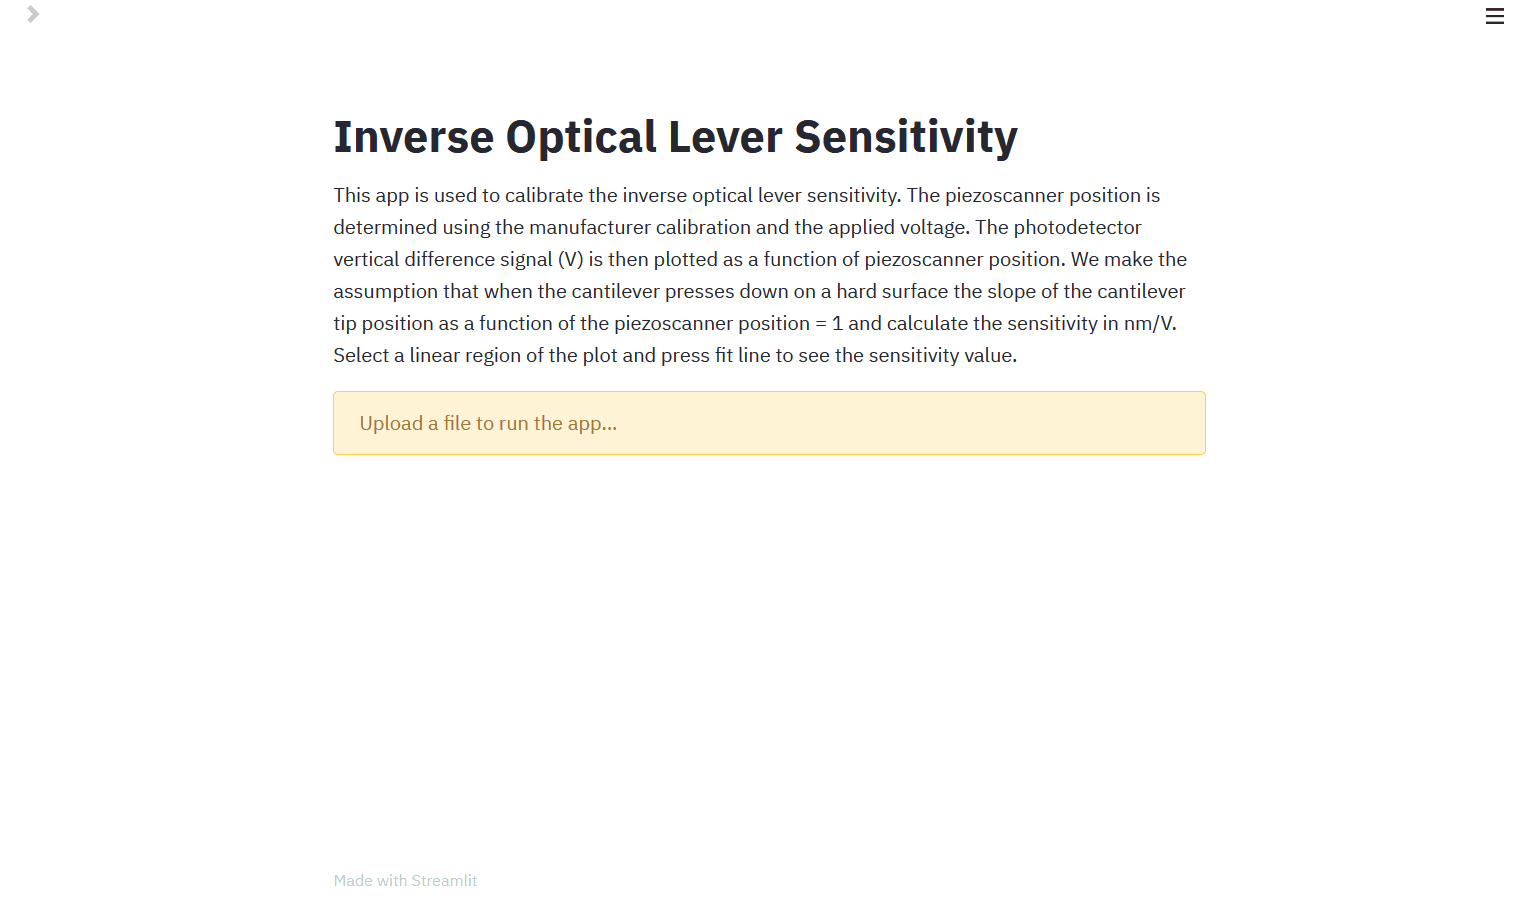 Inverse Optical Lever Sensitivity
This app is used to calibrate the inverse optical lever sensitivity. The piezoscanner position is
determined using the manufacturer calibration and the applied voltage. The photodetector
vertical difference signal (V) is then plotted as a function of piezoscanner position. We make the
assumption that when the cantilever presses down on a hard surface the slope of the cantilever
tip position as a function of the piezoscanner position = 1 and calculate the sensitivity in nm/V.
Select a linear region of the plot and press fit line to see the sensitivity value.
Upload a file to run the app...
Made with Streamlit